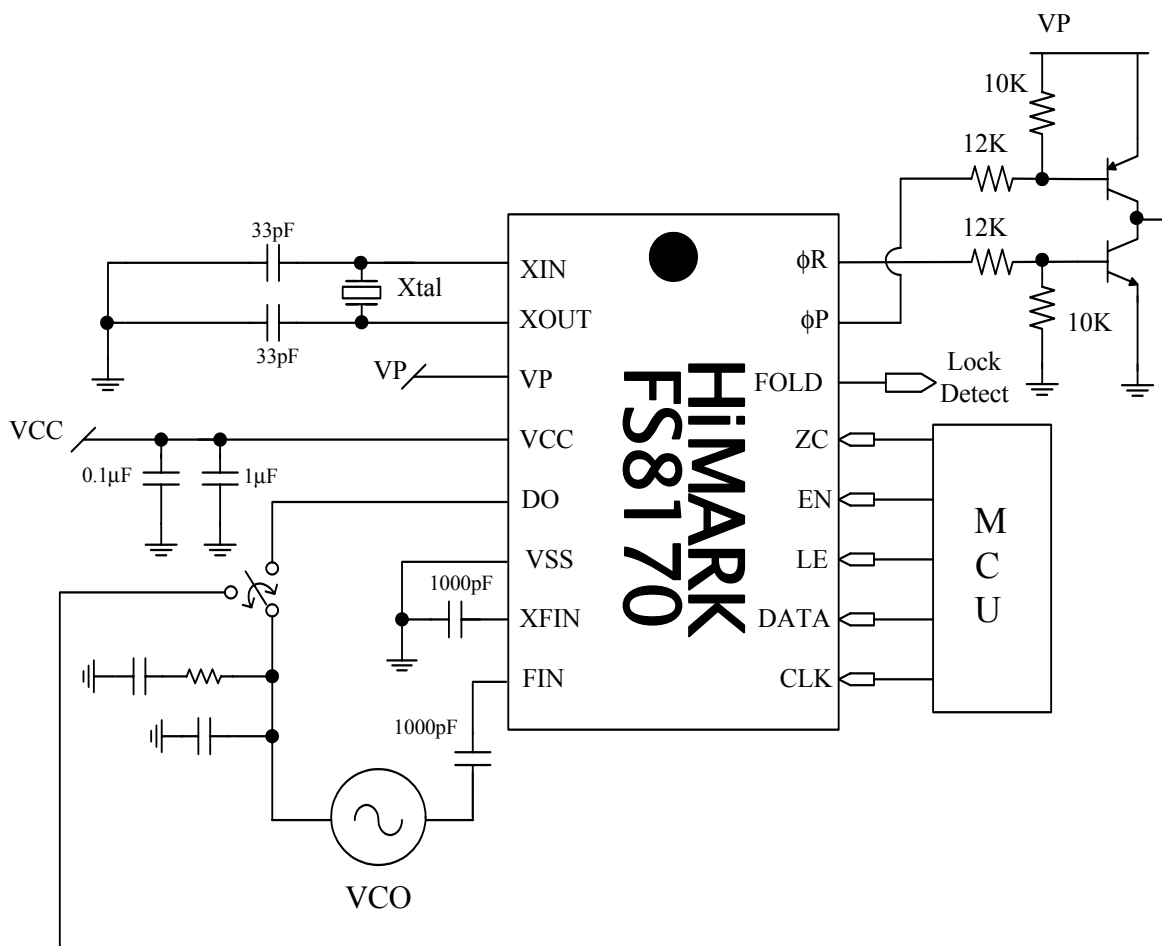 VP
10K
12K
33pF
12K
XIN
ϕR
Xtal
XOUT
ϕP
10K
33pF
VP
VP
FOLD
Lock
Detect
HiMARK
FS8170
VCC
VCC
ZC
0.1µF
1µF
DO
EN
M
C
U
VSS
LE
1000pF
XFIN
DATA
FIN
CLK
1000pF
VCO